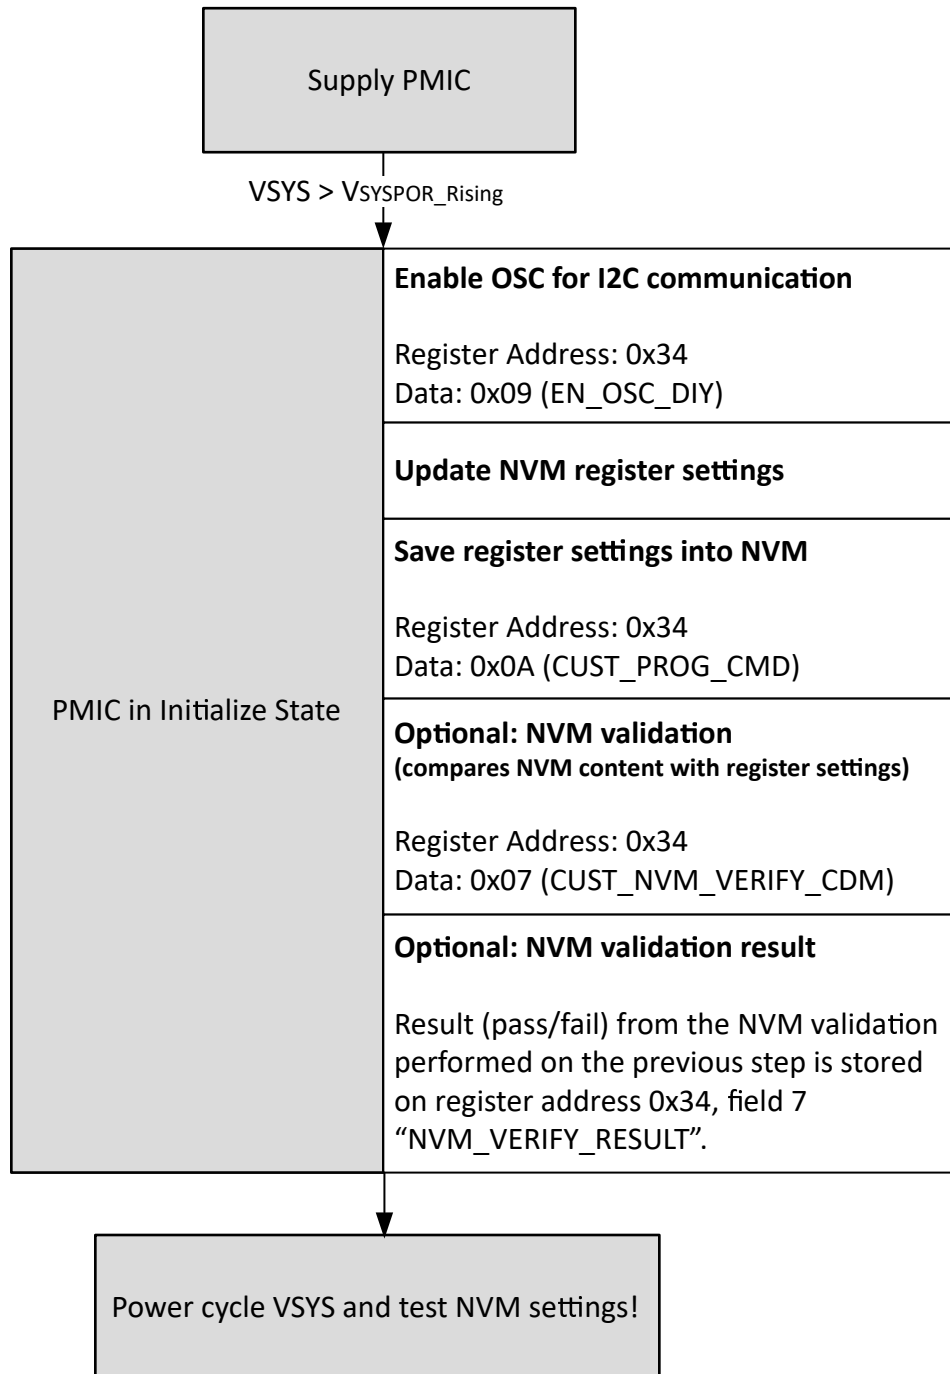 Supply PMIC
VSYS > VSYSPOR_Rising
Enable OSC for I2C communication
Register Address: 0x34
Data: 0x09 (EN_OSC_DIY)
Update NVM register settings
Save register settings into NVM
Register Address: 0x34
Data: 0x0A (CUST_PROG_CMD)
PMIC in Initialize State
Optional: NVM validation
(compares NVM content with register settings)
Register Address: 0x34
Data: 0x07 (CUST_NVM_VERIFY_CDM)
Optional: NVM validation result
Result (pass/fail) from the NVM validation
performed on the previous step is stored
on register address 0x34, field 7
“NVM_VERIFY_RESULT”.
Power cycle VSYS and test NVM settings!